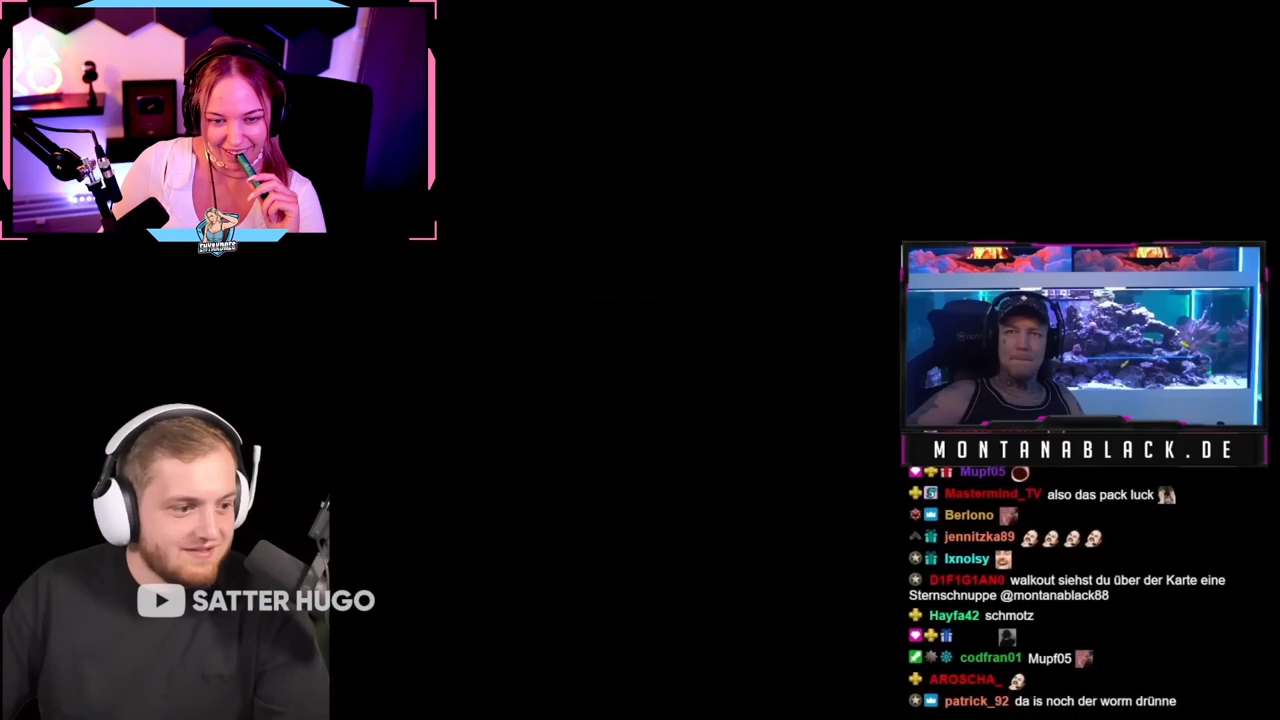 ENYAXDRES
MONTANABLACK.DE
Mupf05
Mastermind_TV also das pack luck
Berlono
jennitzka89
Ixnoisy
D1F1G1AN0 walkout siehst du über der Karte eine
Sternschnuppe @montanablack88
Hayfa42 schmotz
codfran01 Mupf05
AROSCHA_
patrick_92 da is noch der worm drünne
SATTER HUGO